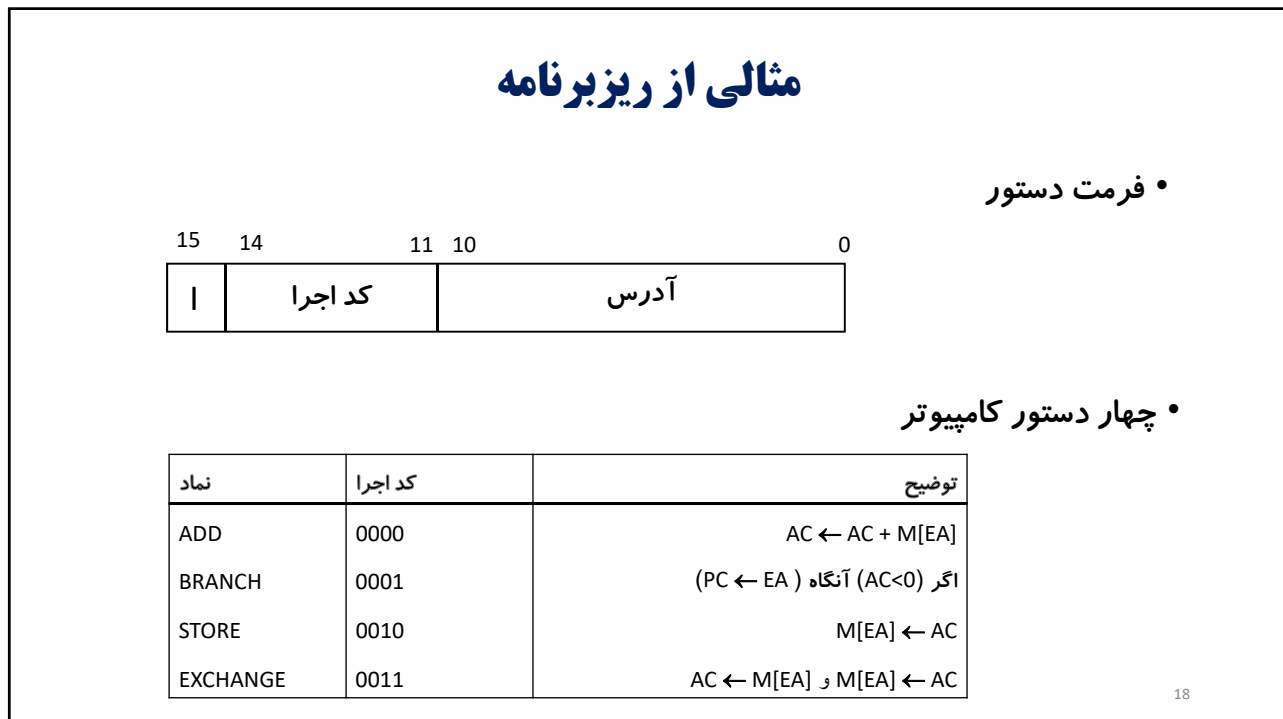 مثالی از ریزبرنامه
• فرمت دستور
15 14 11 10 0
I کد اجرا آدرس
• چهار دستور کامپیوتر
نماد کد اجرا توضیح
ADD 0000 AC ← AC + M[EA]
BRANCH 0001 اگر (AC<0) آنگاه (PC ← EA)
STORE 0010 M[EA] ← AC
EXCHANGE 0011 AC ← M[EA] و M[EA] ← AC
18